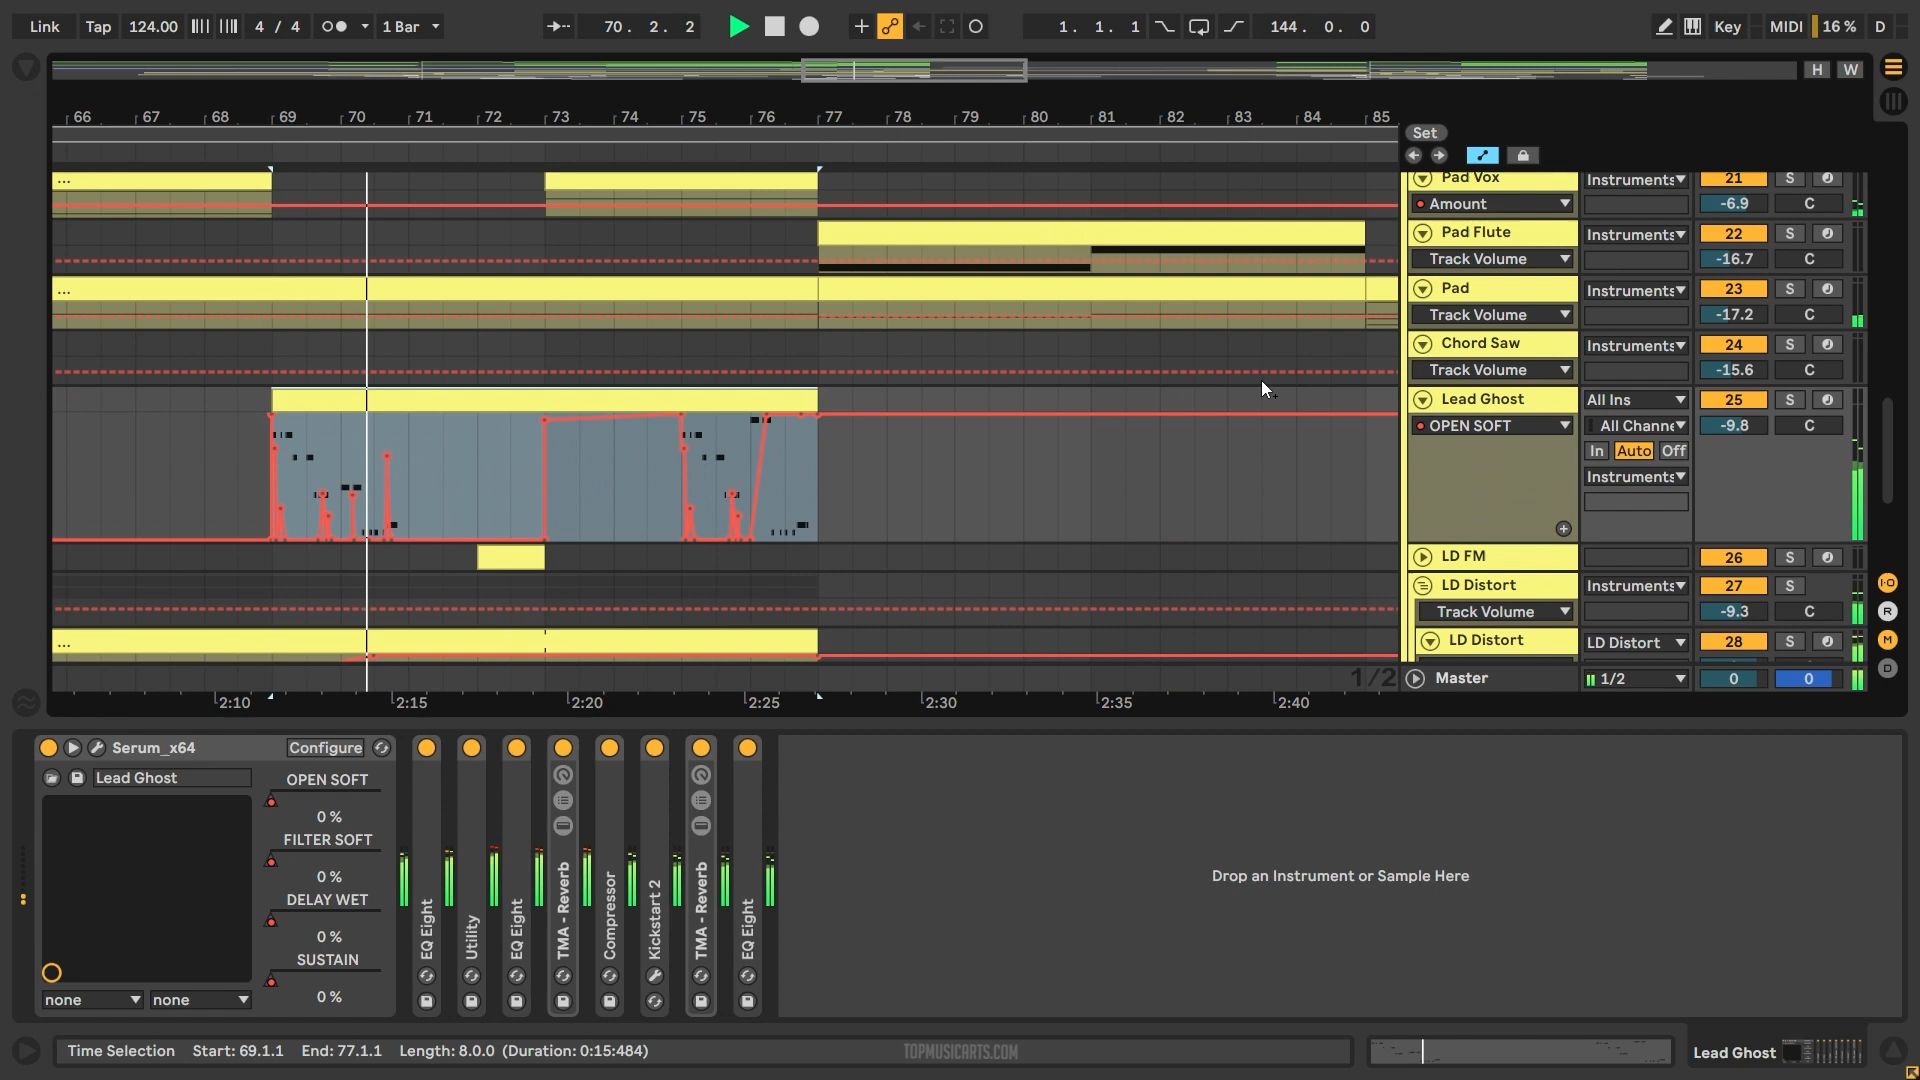 Link Tap 124.00 4 / 4 1 Bar 70. 2. 2 1. 1. 1 144. 0. 0 Key MIDI 16 % D
H W
66 67 68 69 70 71 72 73 74 75 76 77 78 79 80 81 82 83 84 85
Set
... Pad Vox Instruments 21 S
Amount -6.9 C
Pad Flute Instruments 22 S
Track Volume -16.7 C
... Pad Instruments 23 S
Track Volume -17.2 C
Chord Saw Instruments 24 S
Track Volume -15.6 C
Lead Ghost All Ins 25 S
OPEN SOFT All Channe -9.8 C
In Auto Off
Instruments
LD FM 26 S
LD Distort Instruments 27 S
Track Volume -9.3 C
... LD Distort LD Distort 28 S
1/2 Master 1/2 0 0
I·O
R
M
D
2:10 2:15 2:20 2:25 2:30 2:35 2:40
Serum_x64 Configure
Lead Ghost
OPEN SOFT
0 %
FILTER SOFT
0 %
DELAY WET
0 %
SUSTAIN
0 %
none none
EQ Eight
Utility
EQ Eight
TMA - Reverb
Compressor
Kickstart 2
TMA - Reverb
EQ Eight
Drop an Instrument or Sample Here
Time Selection Start: 69.1.1 End: 77.1.1 Length: 8.0.0 (Duration: 0:15:484) TOPMUSICARTS.COM Lead Ghost